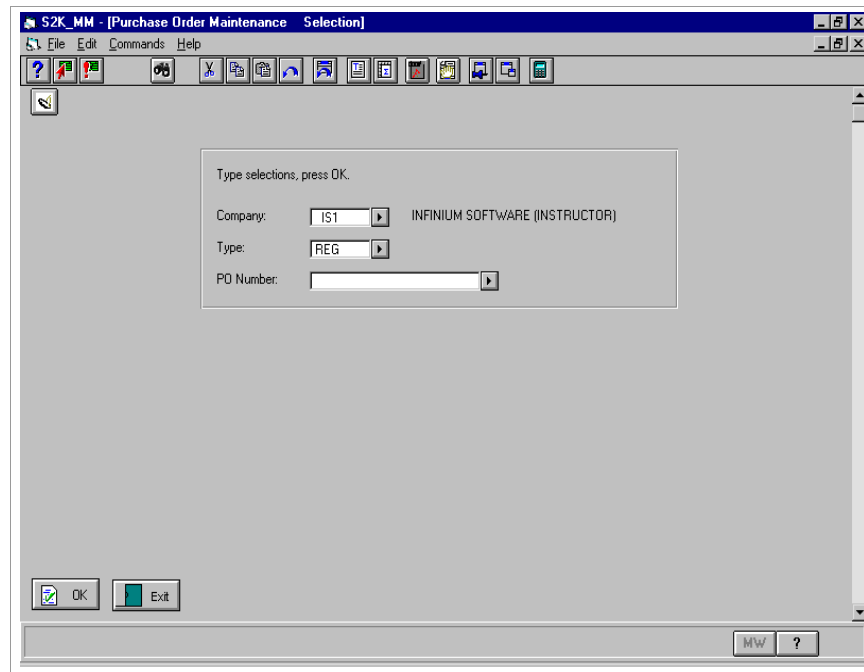 S2K_MM - [Purchase Order Maintenance Selection]
File Edit Commands Help
Type selections, press OK.
Company: IS1 INFINIUM SOFTWARE (INSTRUCTOR)
Type: REG
PO Number:
OK Exit
MW ?